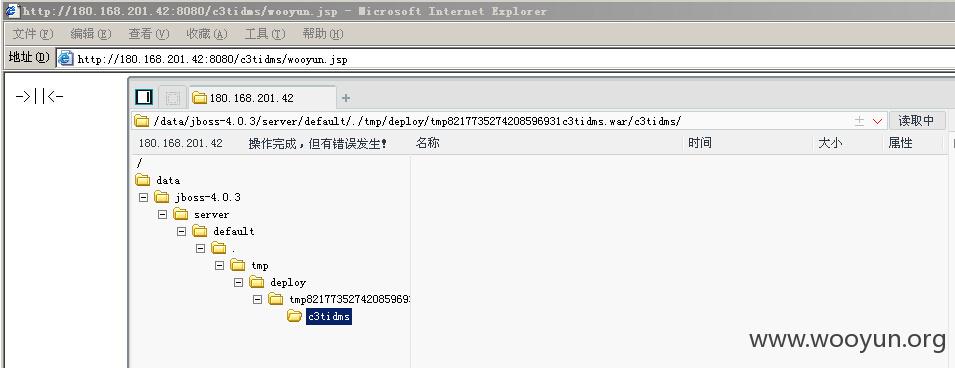 http://180.168.201.42:8080/c3tidms/wooyun.jsp - Microsoft Internet Explorer
文件(F) 编辑(E) 查看(V) 收藏(A) 工具(T) 帮助(H)
地址(D) http://180.168.201.42:8080/c3tidms/wooyun.jsp
->||<-
180.168.201.42 +
/data/jboss-4.0.3/server/default/./tmp/deploy/tmp8217735274208596931c3tidms.war/c3tidms/ 读取中
180.168.201.42 操作完成，但有错误发生! 名称 时间 大小 属性
/
data
jboss-4.0.3
server
default
.
tmp
deploy
tmp82177352742085969
c3tidms
www.wooyun.org